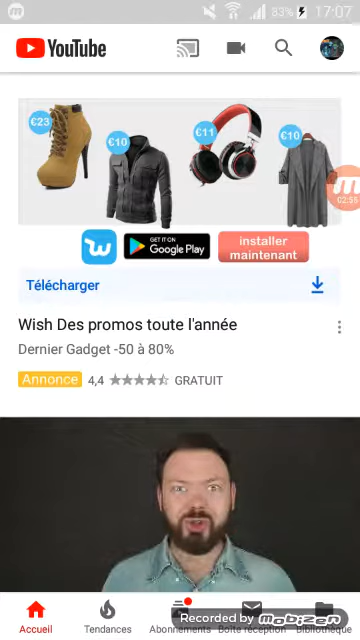 83% 17:07
YouTube
€23
€10
€11
€10
02:55
GET IT ON
Google Play
installer
maintenant
Télécharger
Wish Des promos toute l'année
Dernier Gadget -50 à 80%
Annonce 4,4 GRATUIT
Accueil Tendances Abonnements Boîte réception Bibliothèque
Recorded by Mobizen